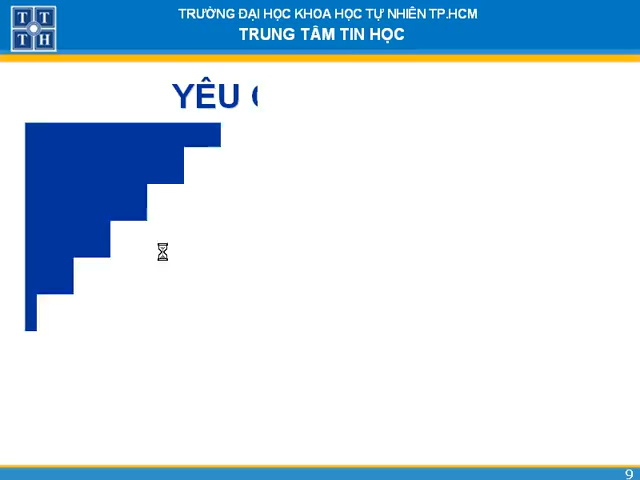 TRƯỜNG ĐẠI HỌC KHOA HỌC TỰ NHIÊN TP.HCM
TRUNG TÂM TIN HỌC
T T
T H
YÊU
9